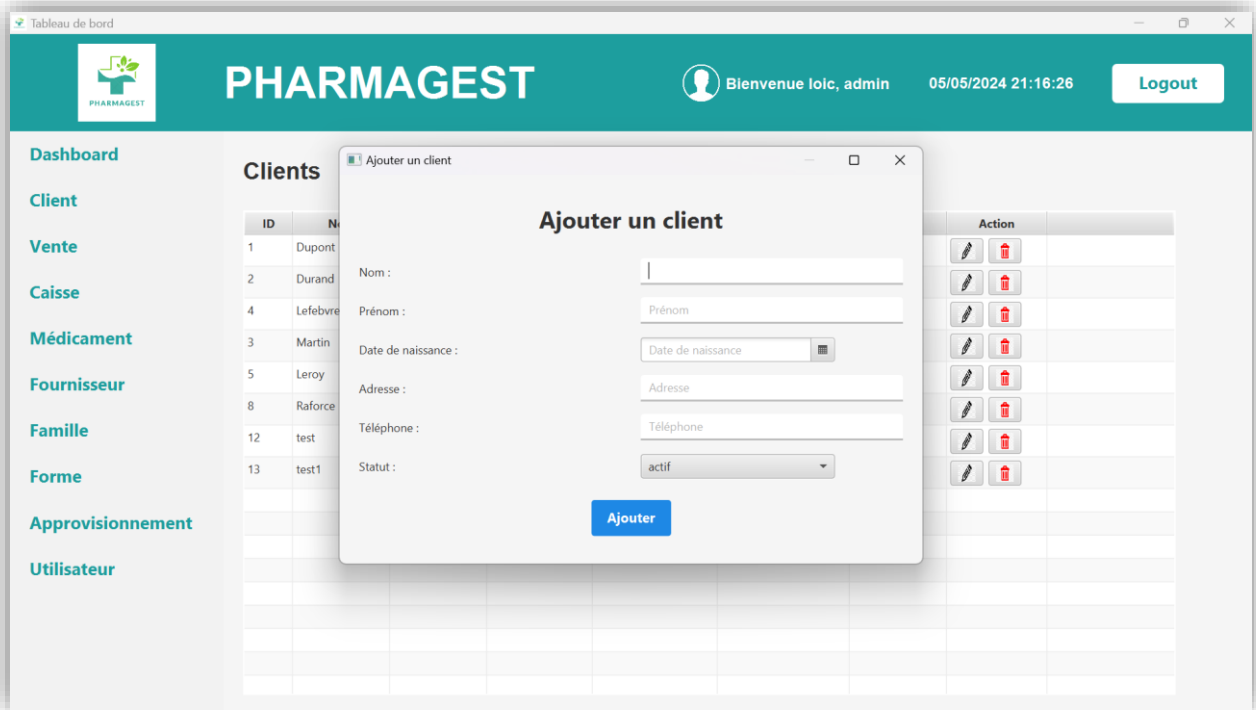 Tableau de bord
PHARMAGEST
PHARMAGEST
Bienvenue loic, admin
05/05/2024 21:16:26
Logout
Dashboard
Client
Vente
Caisse
Médicament
Fournisseur
Famille
Forme
Approvisionnement
Utilisateur
Clients
ID Action
1 Dupont
2 Durand
4 Lefebvre
3 Martin
5 Leroy
8 Raforce
12 test
13 test1
Ajouter un client
Ajouter un client
Nom :
Prénom : Prénom
Date de naissance : Date de naissance
Adresse : Adresse
Téléphone : Téléphone
Statut : actif
Ajouter